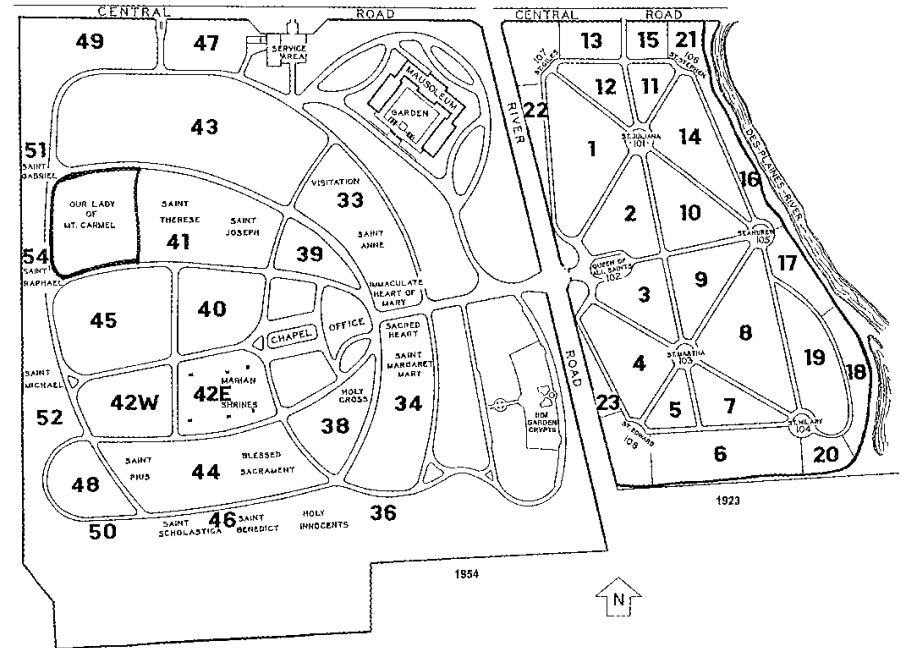 CENTRAL ROAD
CENTRAL ROAD
49
47
SERVICE
AREA
MAUSOLEUM
GARDEN
43
51
SAINT
GABRIEL
OUR LADY
OF
MT. CARMEL
SAINT
THERESE
SAINT
JOSEPH
41
VISITATION
33
SAINT
ANNE
39
54
SAINT
RAPHAEL
IMMACULATE
HEART OF
MARY
45
40
CHAPEL
OFFICE
SACRED
HEART
SAINT
MARGARET
MARY
34
SAINT
MICHAEL
52
42W
42E
MARIAN
SHRINES
HOLY
CROSS
38
GARDEN
CRYPTS
48
SAINT
PIUS
44
BLESSED
SACRAMENT
50
SAINT
SCHOLASTICA
46
SAINT
BENEDICT
HOLY
INNOCENTS
36
1954
RIVER
ROAD
13
15
21
107
ST. GILES
108
ST. STEPHEN
22
12
11
1
ST. JULIANA
101
14
DES PLAINES RIVER
16
2
10
105
QUEEN OF
ALL SAINTS
102
17
3
9
8
ST. MARTHA
103
4
19
18
23
5
7
ST. HILARY
104
ST. EDWARD
6
20
1923
N